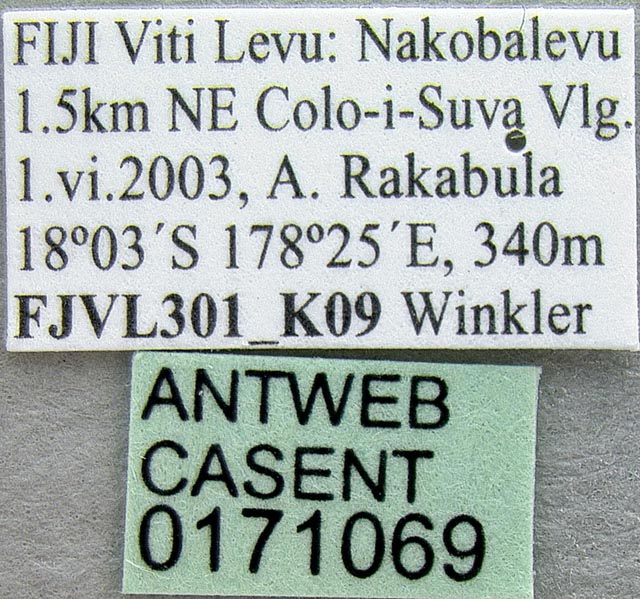 FIJI Viti Levu: Nakobalevu
1.5km NE Colo-i-Suva Vlg.
1.vi.2003, A. Rakabula
18º03´S 178º25´E, 340m
FJVL301_K09 Winkler
ANTWEB
CASENT
0171069